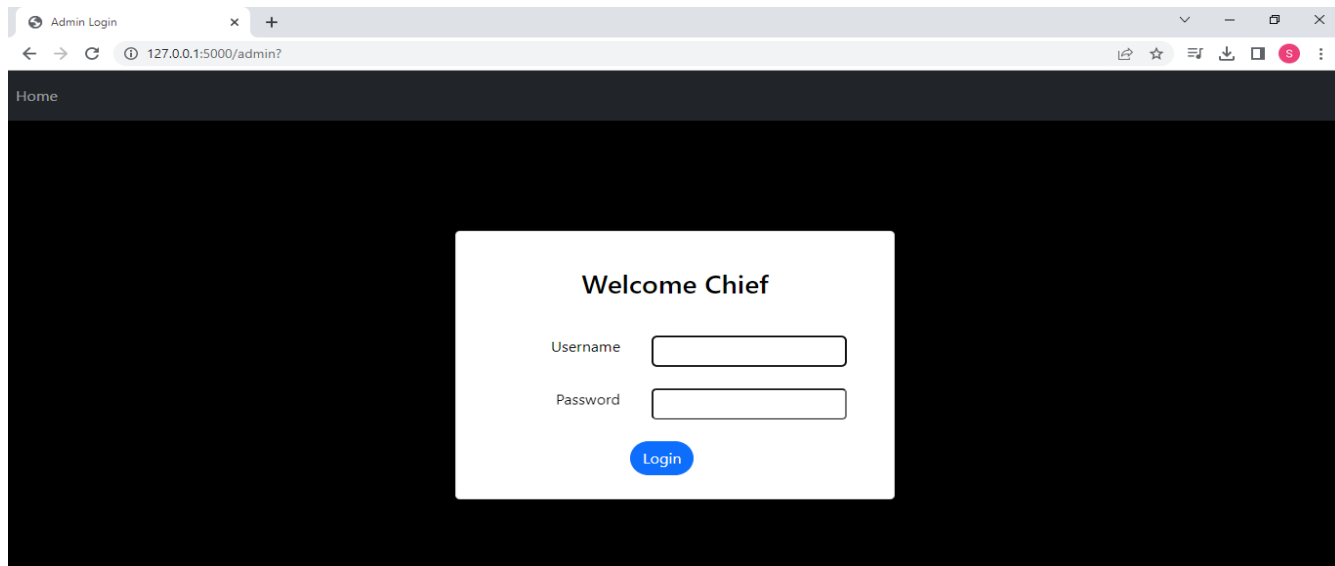 Admin Login
127.0.0.1:5000/admin?
S
Home
Welcome Chief
Username
Password
Login